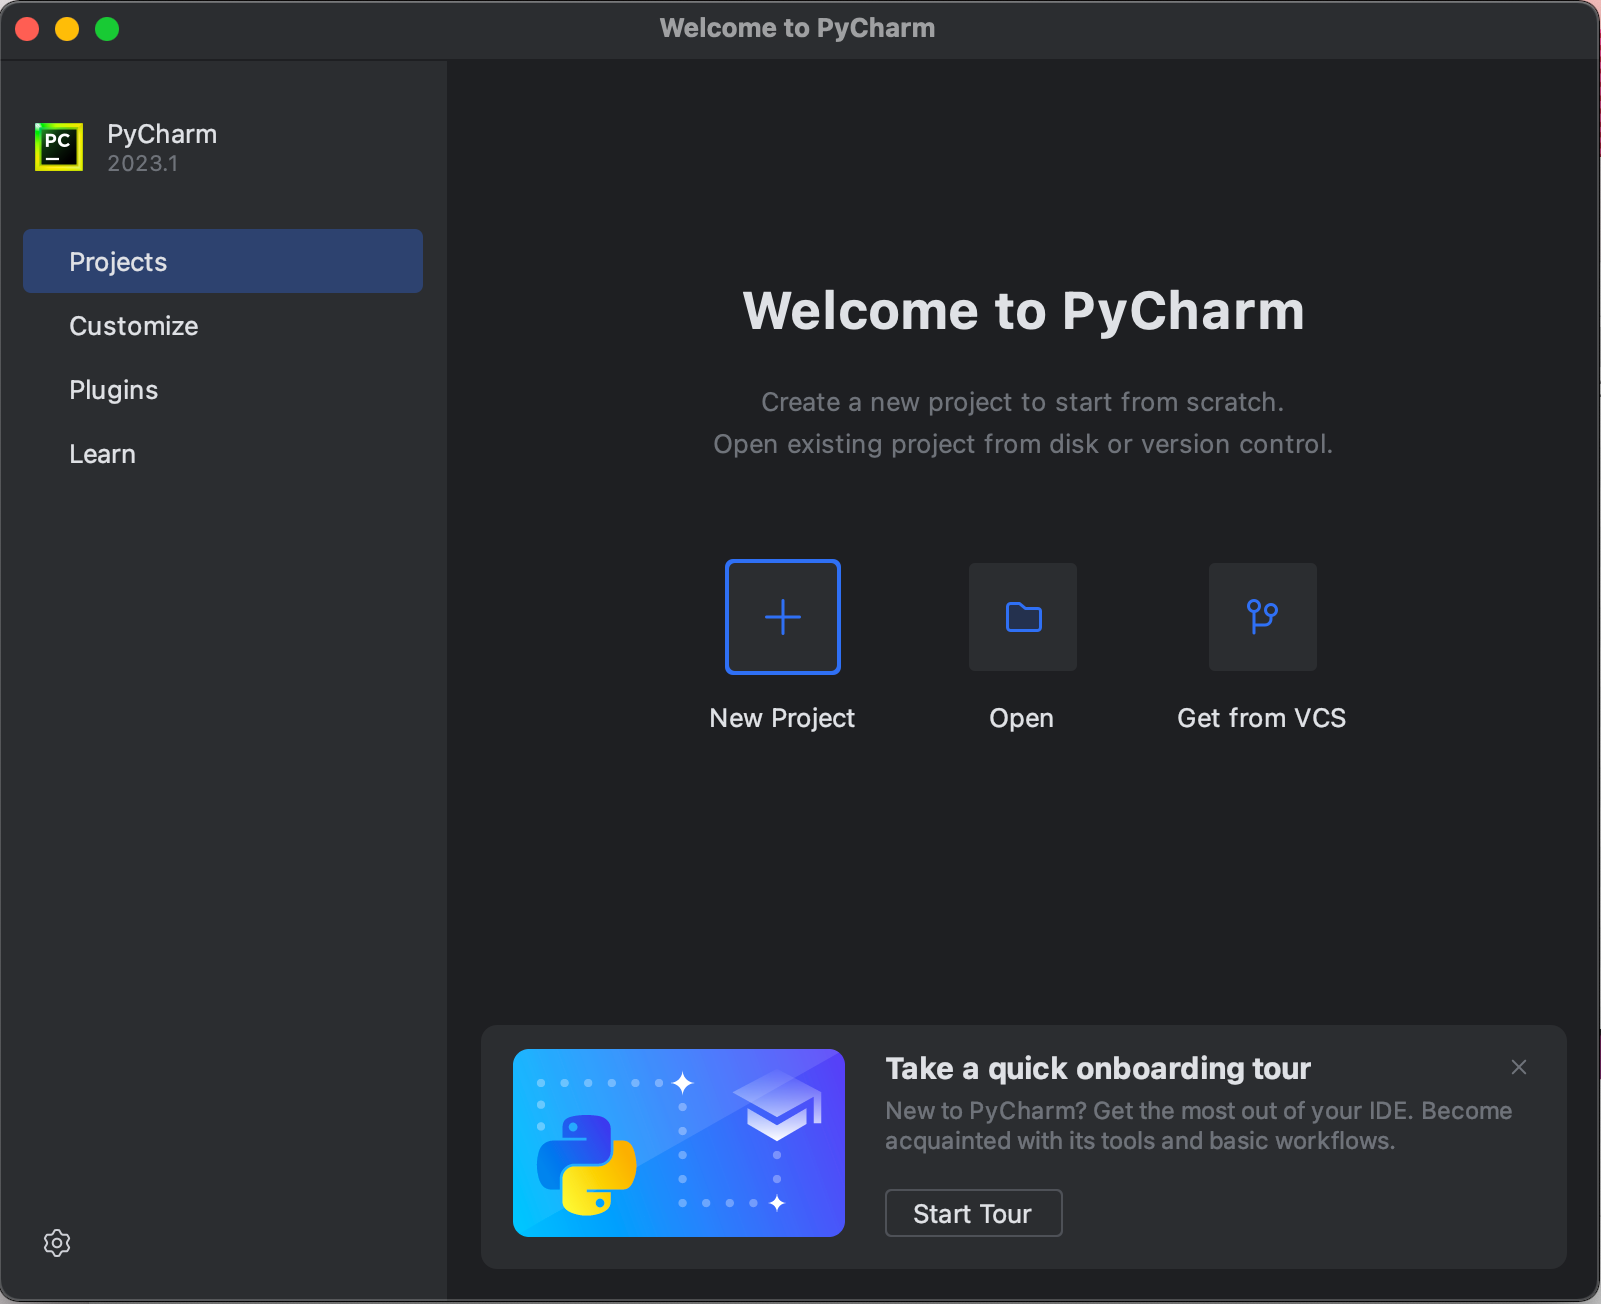 Welcome to PyCharm
PC
PyCharm
2023.1
Projects
Customize
Plugins
Learn
Welcome to PyCharm
Create a new project to start from scratch.
Open existing project from disk or version control.
New Project
Open
Get from VCS
Take a quick onboarding tour
New to PyCharm? Get the most out of your IDE. Become
acquainted with its tools and basic workflows.
Start Tour